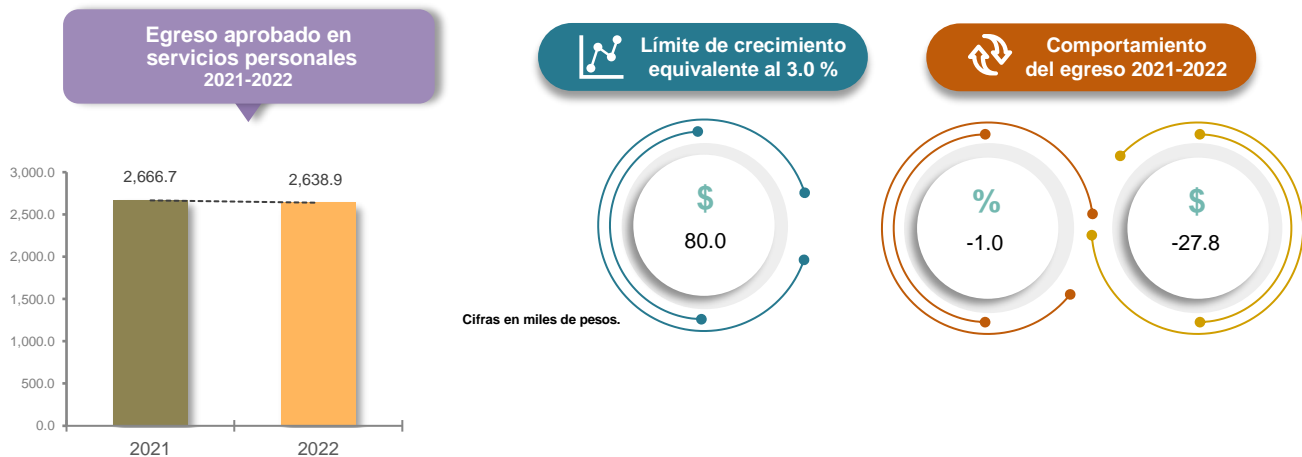 Egreso aprobado en
servicios personales
2021-2022
Límite de crecimiento
equivalente al 3.0 %
Comportamiento
del egreso 2021-2022
3,000.0
2,500.0
2,000.0
1,500.0
1,000.0
500.0
0.0
2,666.7
2,638.9
2021
2022
$
80.0
%
-1.0
$
-27.8
Cifras en miles de pesos.